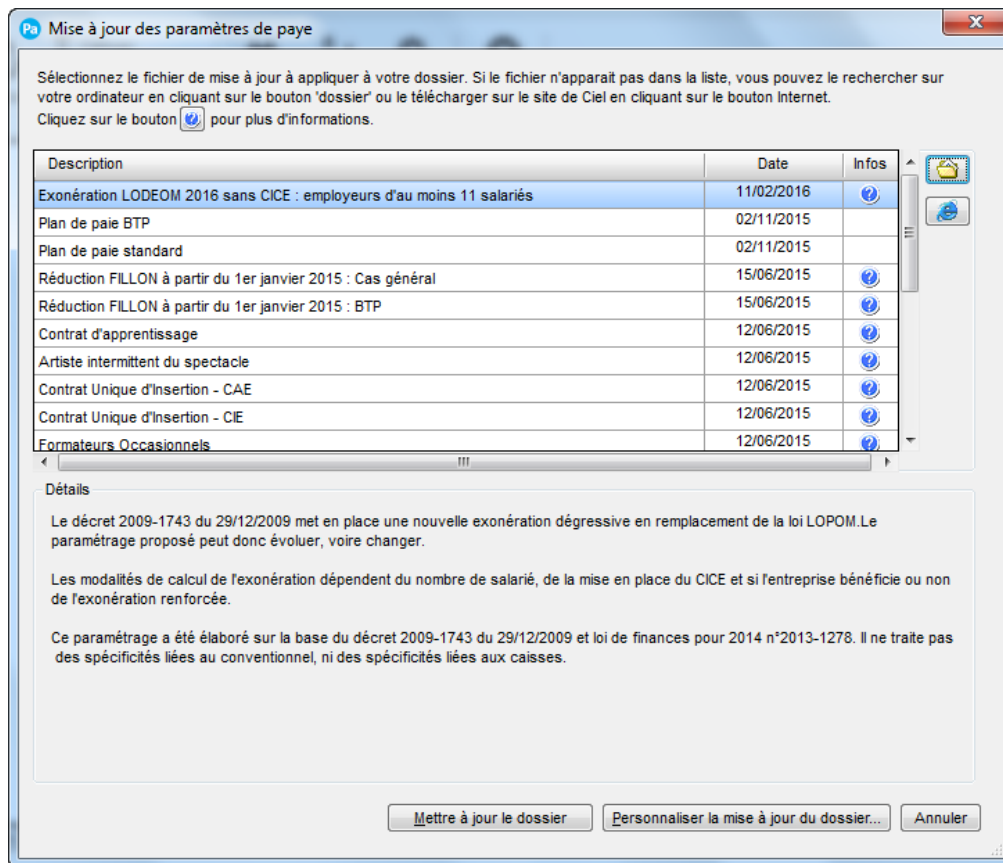 Pa Mise à jour des paramètres de paye
Sélectionnez le fichier de mise à jour à appliquer à votre dossier. Si le fichier n'apparait pas dans la liste, vous pouvez le rechercher sur
votre ordinateur en cliquant sur le bouton 'dossier' ou le télécharger sur le site de Ciel en cliquant sur le bouton Internet.
Cliquez sur le bouton ? pour plus d'informations.
Description Date Infos
Exonération LODEOM 2016 sans CICE : employeurs d'au moins 11 salariés 11/02/2016 ?
Plan de paie BTP 02/11/2015
Plan de paie standard 02/11/2015
Réduction FILLON à partir du 1er janvier 2015 : Cas général 15/06/2015 ?
Réduction FILLON à partir du 1er janvier 2015 : BTP 15/06/2015 ?
Contrat d'apprentissage 12/06/2015 ?
Artiste intermittent du spectacle 12/06/2015 ?
Contrat Unique d'Insertion - CAE 12/06/2015 ?
Contrat Unique d'Insertion - CIE 12/06/2015 ?
Formateurs Occasionnels 12/06/2015 ?
Détails
Le décret 2009-1743 du 29/12/2009 met en place une nouvelle exonération dégressive en remplacement de la loi LOPOM.Le
paramétrage proposé peut donc évoluer, voire changer.
Les modalités de calcul de l'exonération dépendent du nombre de salarié, de la mise en place du CICE et si l'entreprise bénéficie ou non
de l'exonération renforcée.
Ce paramétrage a été élaboré sur la base du décret 2009-1743 du 29/12/2009 et loi de finances pour 2014 n°2013-1278. Il ne traite pas
des spécificités liées au conventionnel, ni des spécificités liées aux caisses.
Mettre à jour le dossier Personnaliser la mise à jour du dossier... Annuler